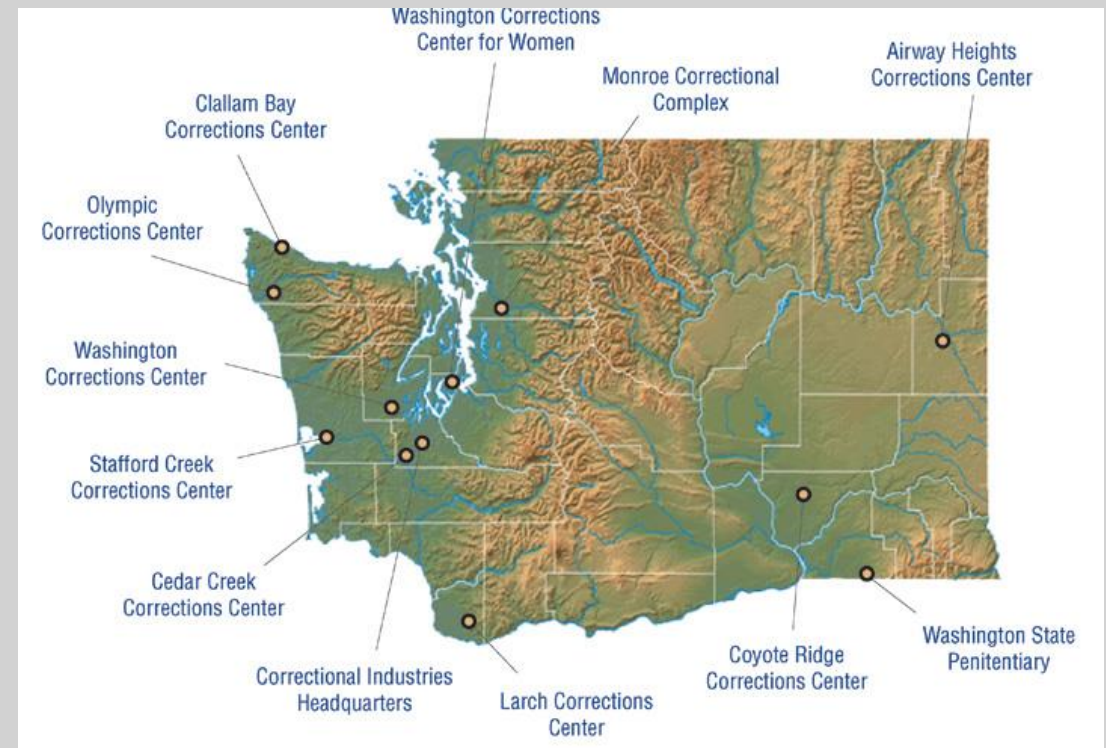 Washington Corrections
Center for Women
Monroe Correctional
Complex
Airway Heights
Corrections Center
Clallam Bay
Corrections Center
Olympic
Corrections Center
Washington
Corrections Center
Stafford Creek
Corrections Center
Cedar Creek
Corrections Center
Correctional Industries
Headquarters
Larch Corrections
Center
Coyote Ridge
Corrections Center
Washington State
Penitentiary